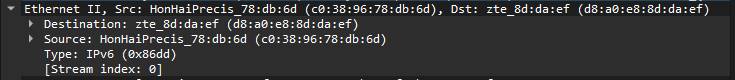 Ethernet II, Src: HonHaiPrecis_78:db:6d (c0:38:96:78:db:6d), Dst: zte_8d:da:ef (d8:a0:e8:8d:da:ef)
Destination: zte_8d:da:ef (d8:a0:e8:8d:da:ef)
Source: HonHaiPrecis_78:db:6d (c0:38:96:78:db:6d)
Type: IPv6 (0x86dd)
[Stream index: 0]